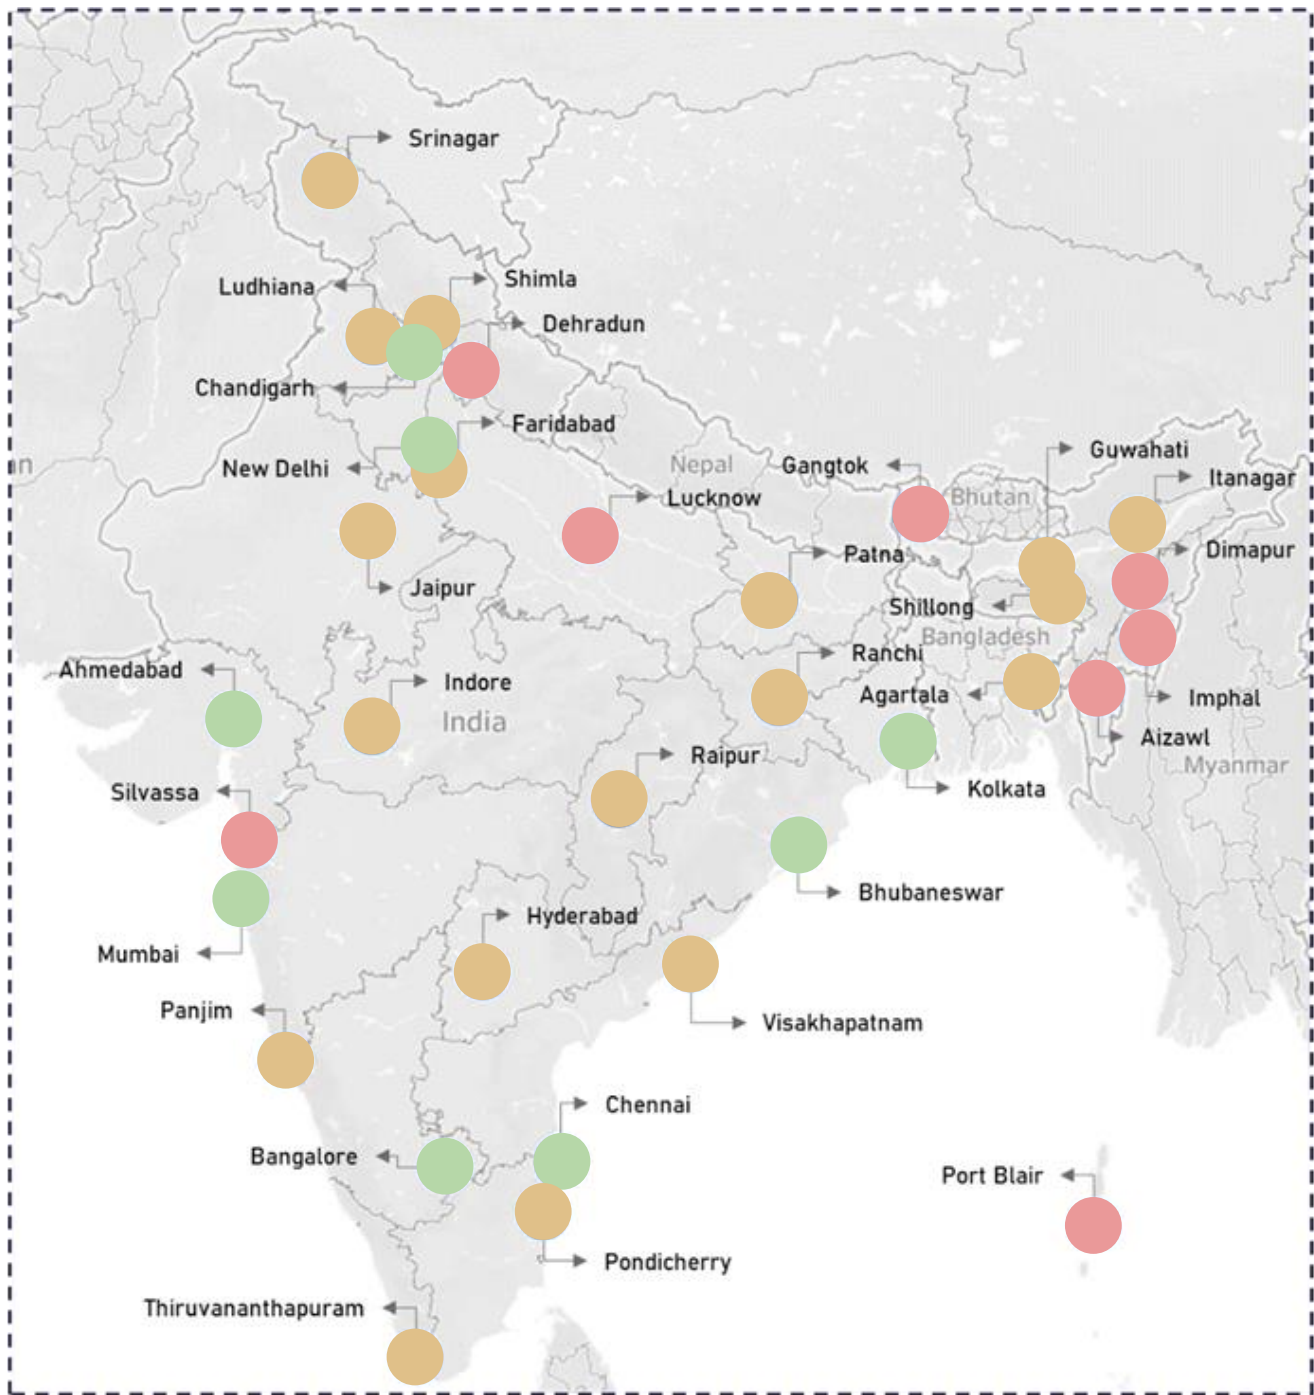 Srinagar
Ludhiana
Shimla
Dehradun
Chandigarh
Faridabad
New Delhi
Nepal
Gangtok
Guwahati
Itanagar
Bhutan
Lucknow
Dimapur
Patna
Jaipur
Shillong
Bangladesh
Ahmedabad
Indore
Ranchi
Agartala
Imphal
India
Aizawl
Raipur
Myanmar
Silvassa
Kolkata
Bhubaneswar
Hyderabad
Mumbai
Panjim
Visakhapatnam
Chennai
Bangalore
Port Blair
Pondicherry
Thiruvananthapuram